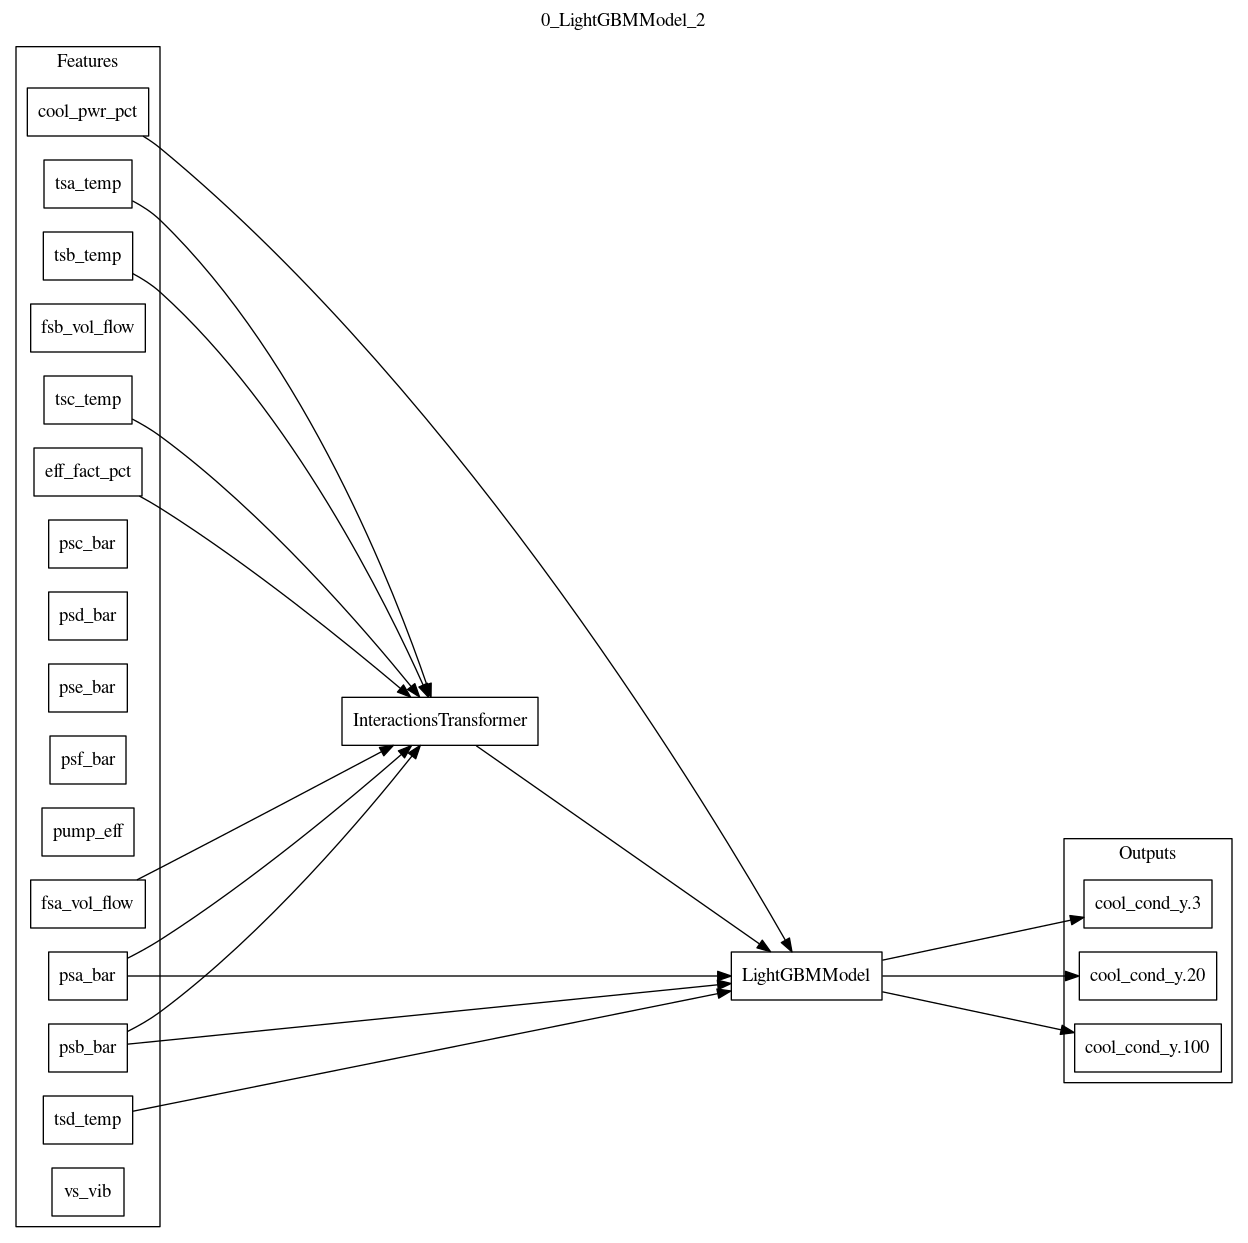 0_LightGBMModel_2
Features
cool_pwr_pct
tsa_temp
tsb_temp
fsb_vol_flow
tsc_temp
eff_fact_pct
psc_bar
psd_bar
pse_bar
psf_bar
pump_eff
fsa_vol_flow
psa_bar
psb_bar
tsd_temp
vs_vib
InteractionsTransformer
LightGBMModel
Outputs
cool_cond_y.3
cool_cond_y.20
cool_cond_y.100